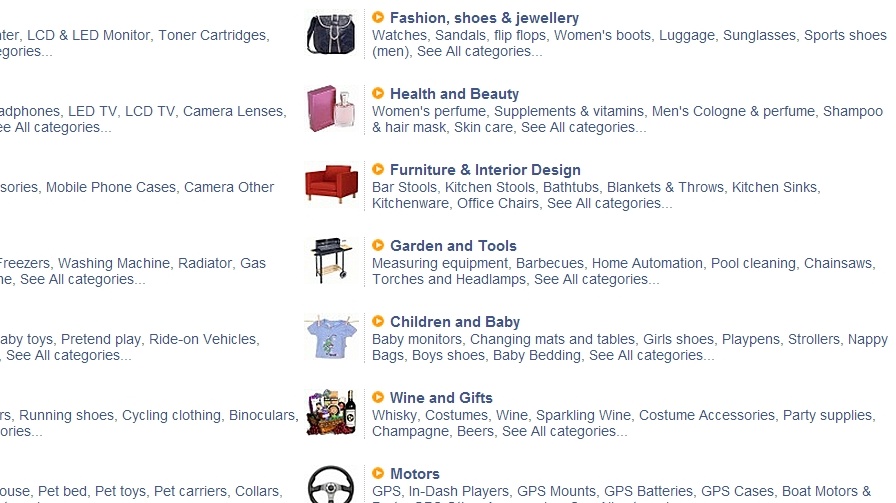 nter, LCD & LED Monitor, Toner Cartridges,
egories...
Fashion, shoes & jewellery
Watches, Sandals, flip flops, Women's boots, Luggage, Sunglasses, Sports shoes
(men), See All categories...
adphones, LED TV, LCD TV, Camera Lenses,
ee All categories...
Health and Beauty
Women's perfume, Supplements & vitamins, Men's Cologne & perfume, Shampoo
& hair mask, Skin care, See All categories...
sories, Mobile Phone Cases, Camera Other
Furniture & Interior Design
Bar Stools, Kitchen Stools, Bathtubs, Blankets & Throws, Kitchen Sinks,
Kitchenware, Office Chairs, See All categories...
Freezers, Washing Machine, Radiator, Gas
ne, See All categories...
Garden and Tools
Measuring equipment, Barbecues, Home Automation, Pool cleaning, Chainsaws,
Torches and Headlamps, See All categories...
aby toys, Pretend play, Ride-on Vehicles,
, See All categories...
Children and Baby
Baby monitors, Changing mats and tables, Girls shoes, Playpens, Strollers, Nappy
Bags, Boys shoes, Baby Bedding, See All categories...
rs, Running shoes, Cycling clothing, Binoculars,
ories...
Wine and Gifts
Whisky, Costumes, Wine, Sparkling Wine, Costume Accessories, Party supplies,
Champagne, Beers, See All categories...
ouse, Pet bed, Pet toys, Pet carriers, Collars,
Motors
GPS, In-Dash Players, GPS Mounts, GPS Batteries, GPS Cases, Boat Motors &